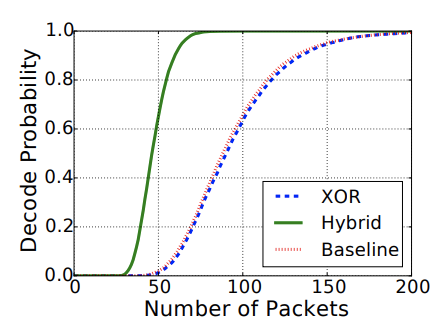 Decode Probability
1.0
0.8
0.6
0.4
0.2
0.0
0 50 100 150 200
Number of Packets
XOR
Hybrid
Baseline